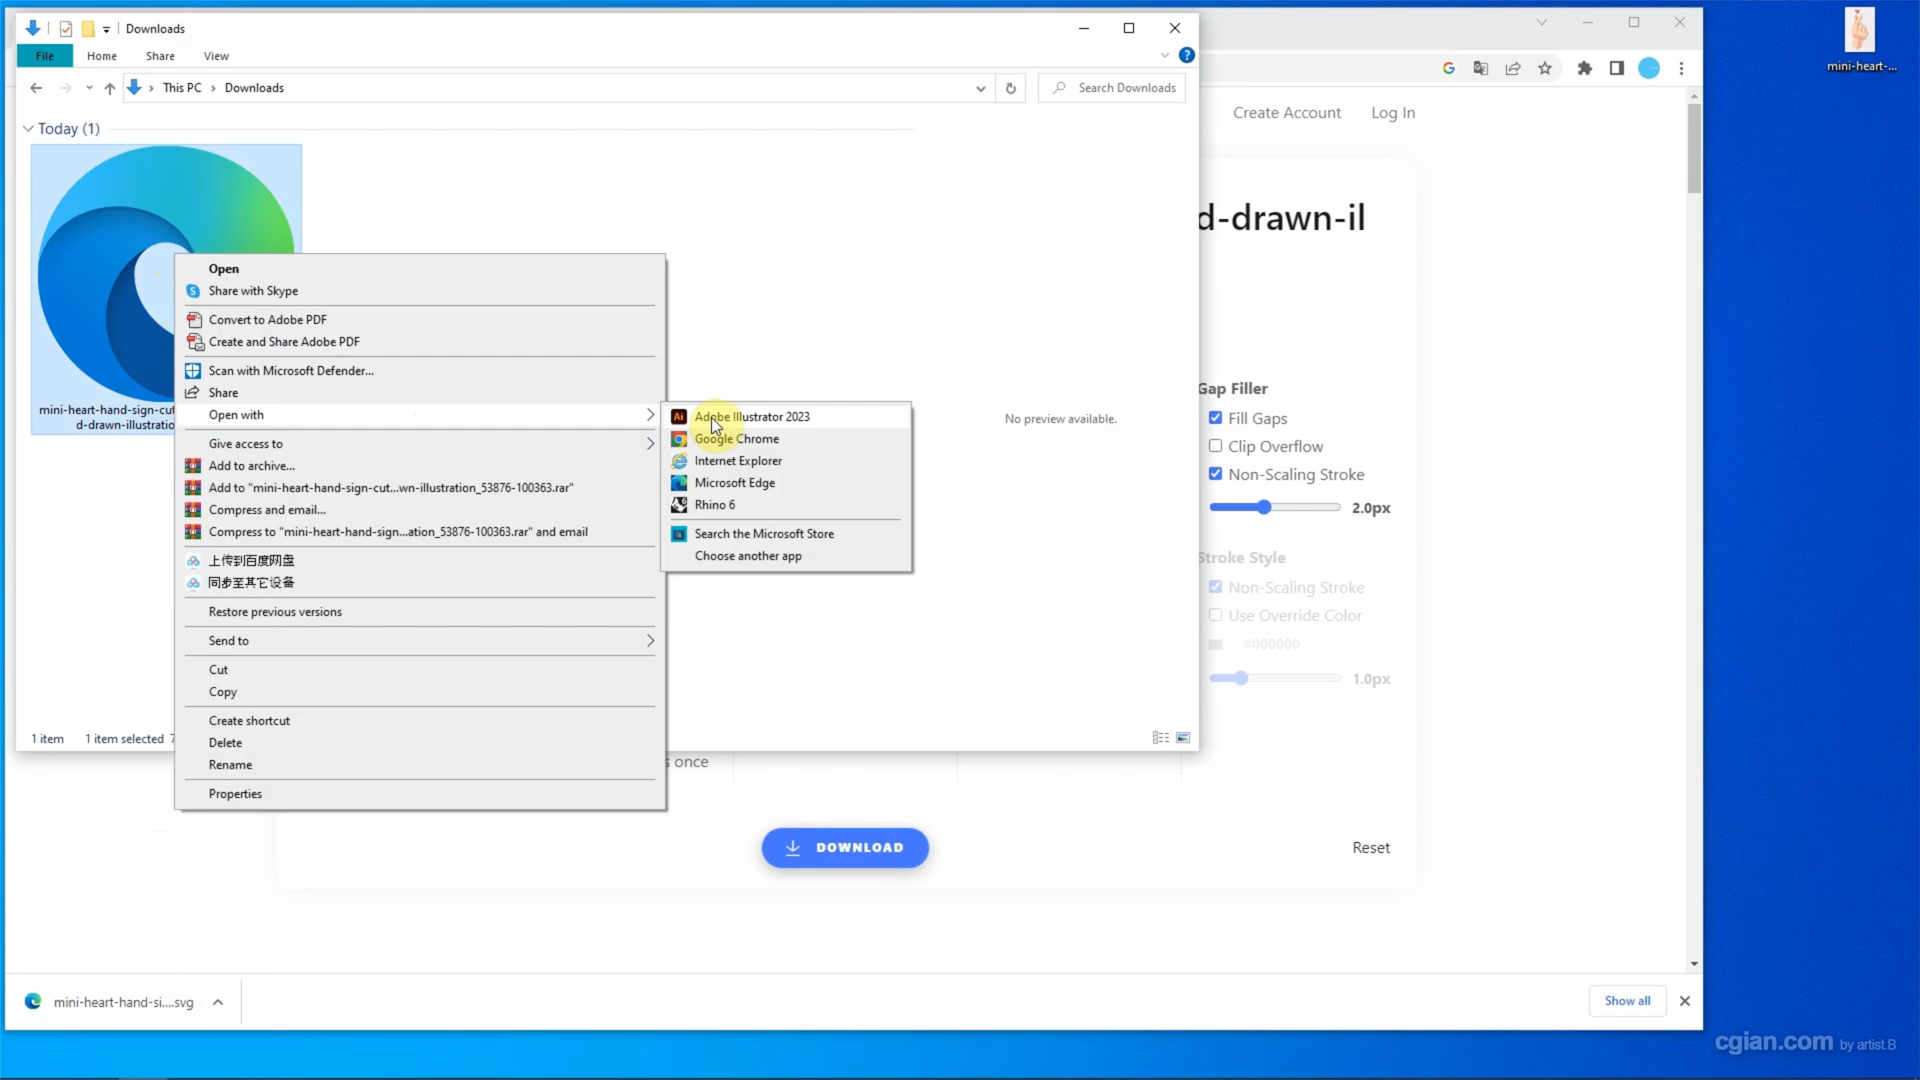 Downloads
File Home Share View
This PC > Downloads
Search Downloads
Today (1)
mini-heart-hand-sign-cut
d-drawn-illustratio
1 item 1 item selected 7
Open
Share with Skype
Convert to Adobe PDF
Create and Share Adobe PDF
Scan with Microsoft Defender...
Share
Open with
Give access to
Add to archive...
Add to "mini-heart-hand-sign-cut...wn-illustration_53876-100363.rar"
Compress and email...
Compress to "mini-heart-hand-sign...ation_53876-100363.rar" and email
上传到百度网盘
同步至其它设备
Restore previous versions
Send to
Cut
Copy
Create shortcut
Delete
Rename
Properties
Adobe Illustrator 2023
Google Chrome
Internet Explorer
Microsoft Edge
Rhino 6
Search the Microsoft Store
Choose another app
No preview available.
Create Account Log In
d-drawn-il
Gap Filler
Fill Gaps
Clip Overflow
Non-Scaling Stroke
2.0px
Stroke Style
Non-Scaling Stroke
Use Override Color
#000000
1.0px
s once
DOWNLOAD
Reset
mini-heart-hand-si....svg
Show all
mini-heart-...
cgian.com by artist.B